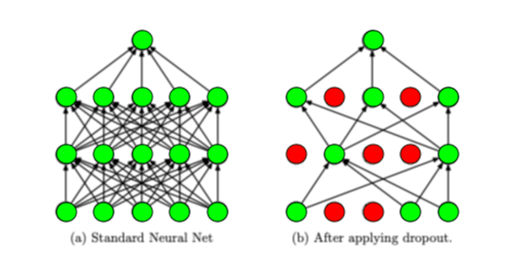 (a) Standard Neural Net
(b) After applying dropout.